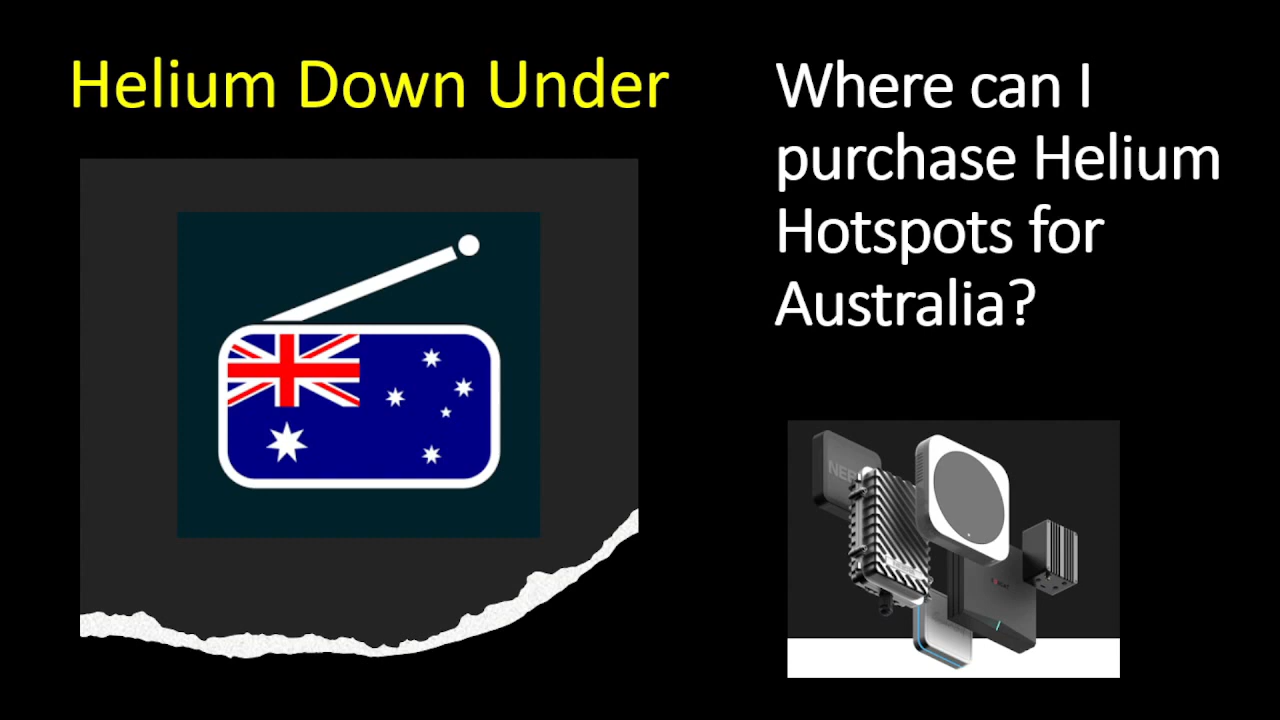 Helium Down Under
Where can I
purchase Helium
Hotspots for
Australia?